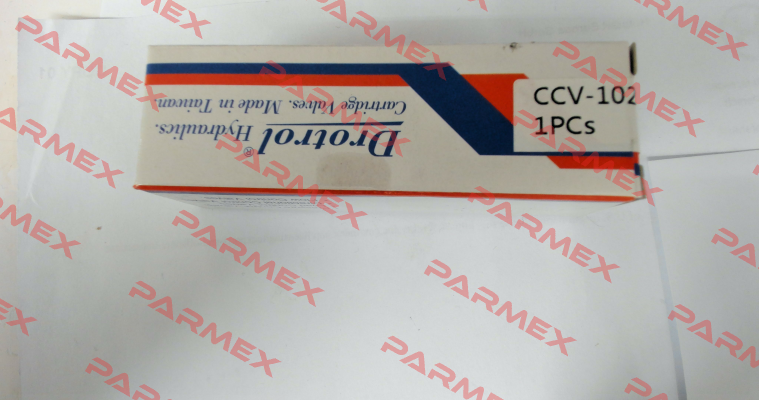 Drotrol® Hydraulics.
Cartridge Valves. Made in Taiwan.
CCV-102
1PCs
PARMEX